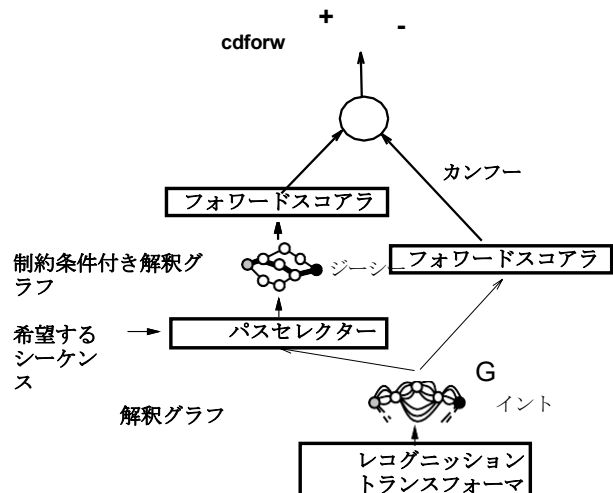 +
-
cdforw
カンフー
フォワードスコアラ
フォワードスコアラ
制約条件付き解釈グ
ラフ
ジーシー
希望する
シーケン
ス
パスセレクター
G
イント
解釈グラフ
レコグニッション
トランスフォーマ